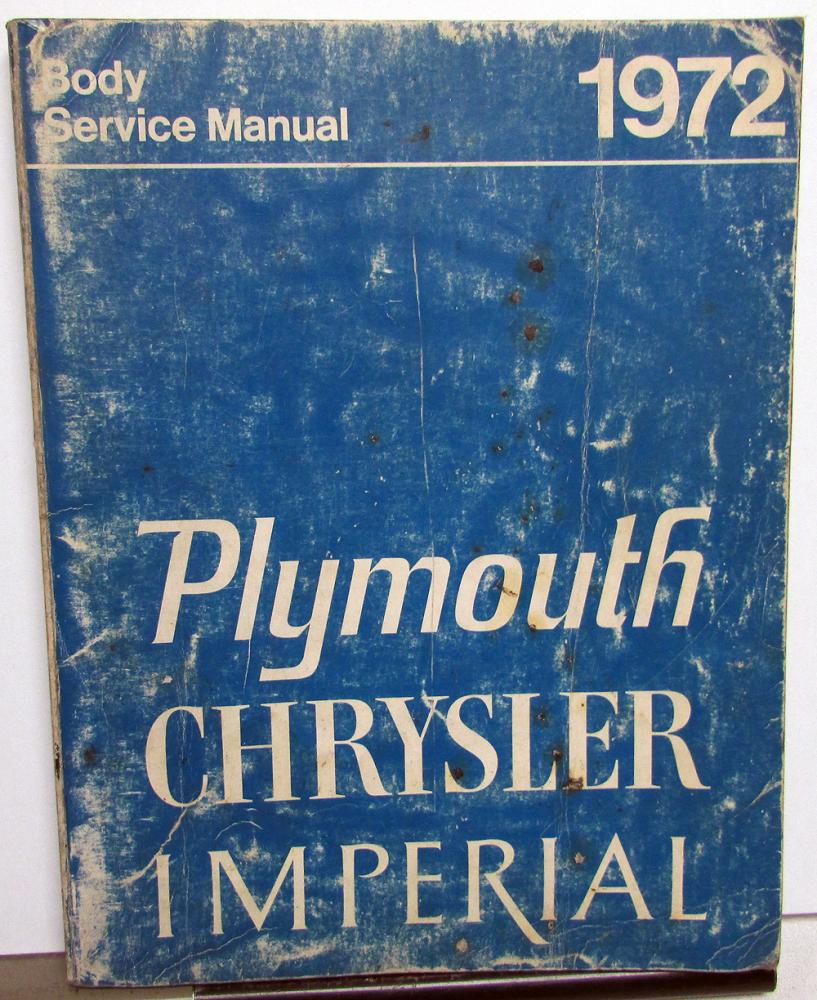 Body
Service Manual
1972
Plymouth
CHRYSLER
IMPERIAL